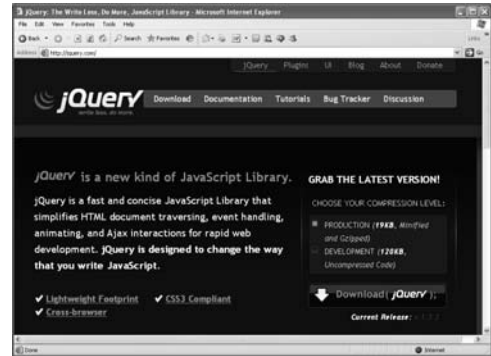 jQuery: The Write Less, Do More, JavaScript Library - Microsoft Internet Explorer
File Edit View Favorites Tools Help
Back Search Favorites
Address http://jquery.com/ Go Links
jQuery Plugins UI Blog About Donate
jQuery
write less, do more.
Download Documentation Tutorials Bug Tracker Discussion
jQuery is a new kind of JavaScript Library.
jQuery is a fast and concise JavaScript Library that
simplifies HTML document traversing, event handling,
animating, and Ajax interactions for rapid web
development. jQuery is designed to change the way
that you write JavaScript.
✔ Lightweight Footprint ✔ CSS3 Compliant
✔ Cross-browser
GRAB THE LATEST VERSION!
CHOOSE YOUR COMPRESSION LEVEL:
PRODUCTION (19KB, Minified
and Gzipped)
DEVELOPMENT (120KB,
Uncompressed Code)
Download( jQuery );
Current Release:
Done Internet